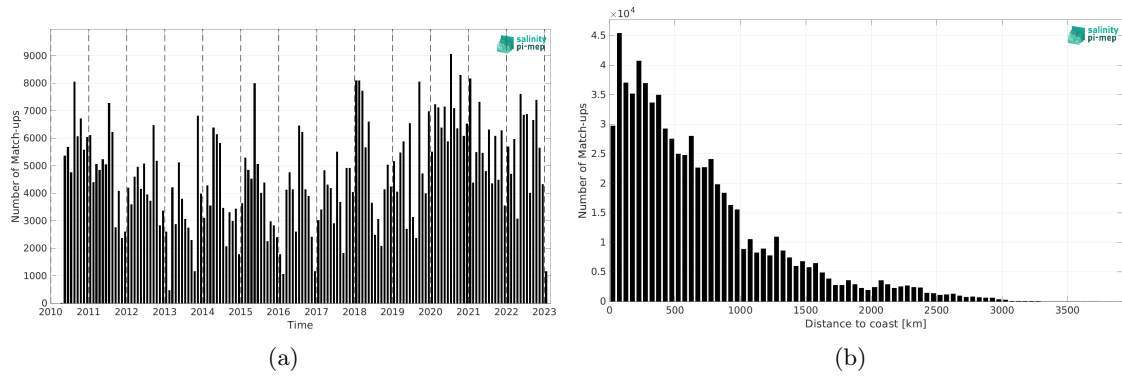 salinity
pi-mep
9000
8000
7000
6000
5000
4000
3000
2000
1000
0
Number of Match-ups
2010 2011 2012 2013 2014 2015 2016 2017 2018 2019 2020 2021 2022 2023
Time
(a)
×10⁴
salinity
pi-mep
4.5
4
3.5
3
2.5
2
1.5
1
0.5
0
Number of Match-ups
0 500 1000 1500 2000 2500 3000 3500
Distance to coast [km]
(b)